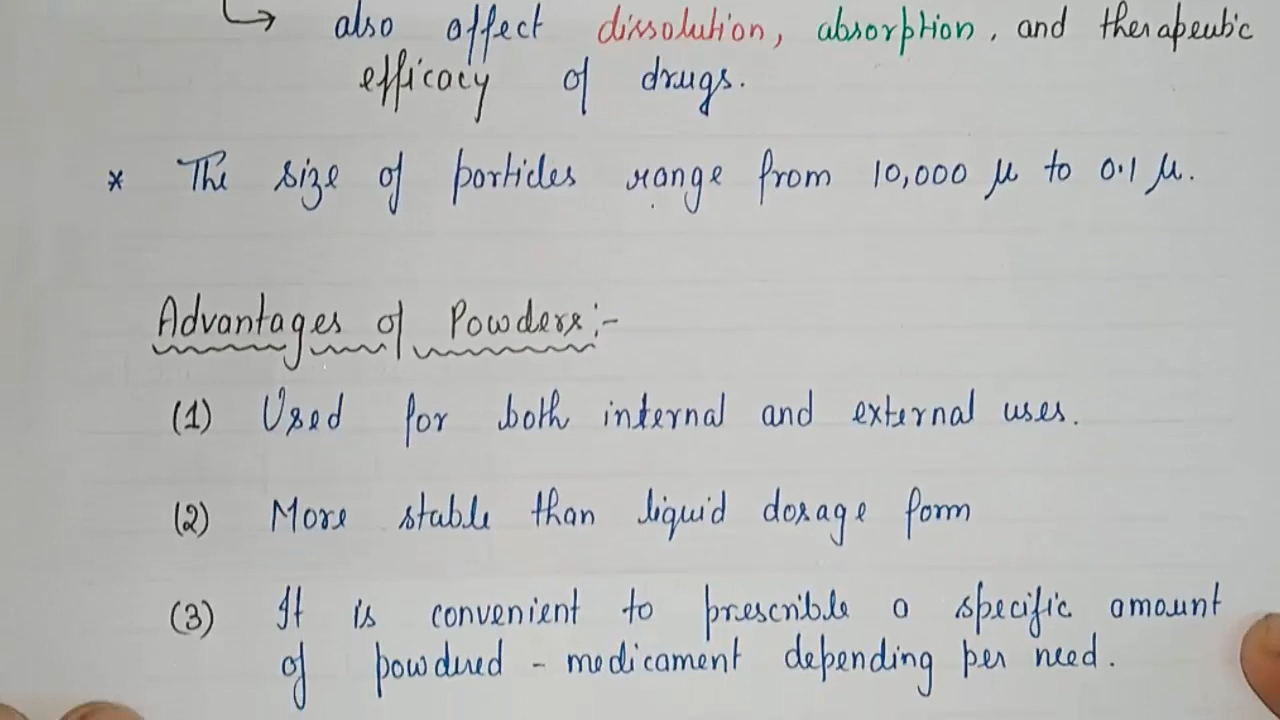 also affect dissolution, absorption, and therapeutic
efficacy of drugs.
* The size of particles range from 10,000 μ to 0.1 μ.
Advantages of Powders:-
(1) Used for both internal and external uses.
(2) More stable than liquid dosage form
(3) It is convenient to prescrible a specific amount
of powdured - medicament depending per need.